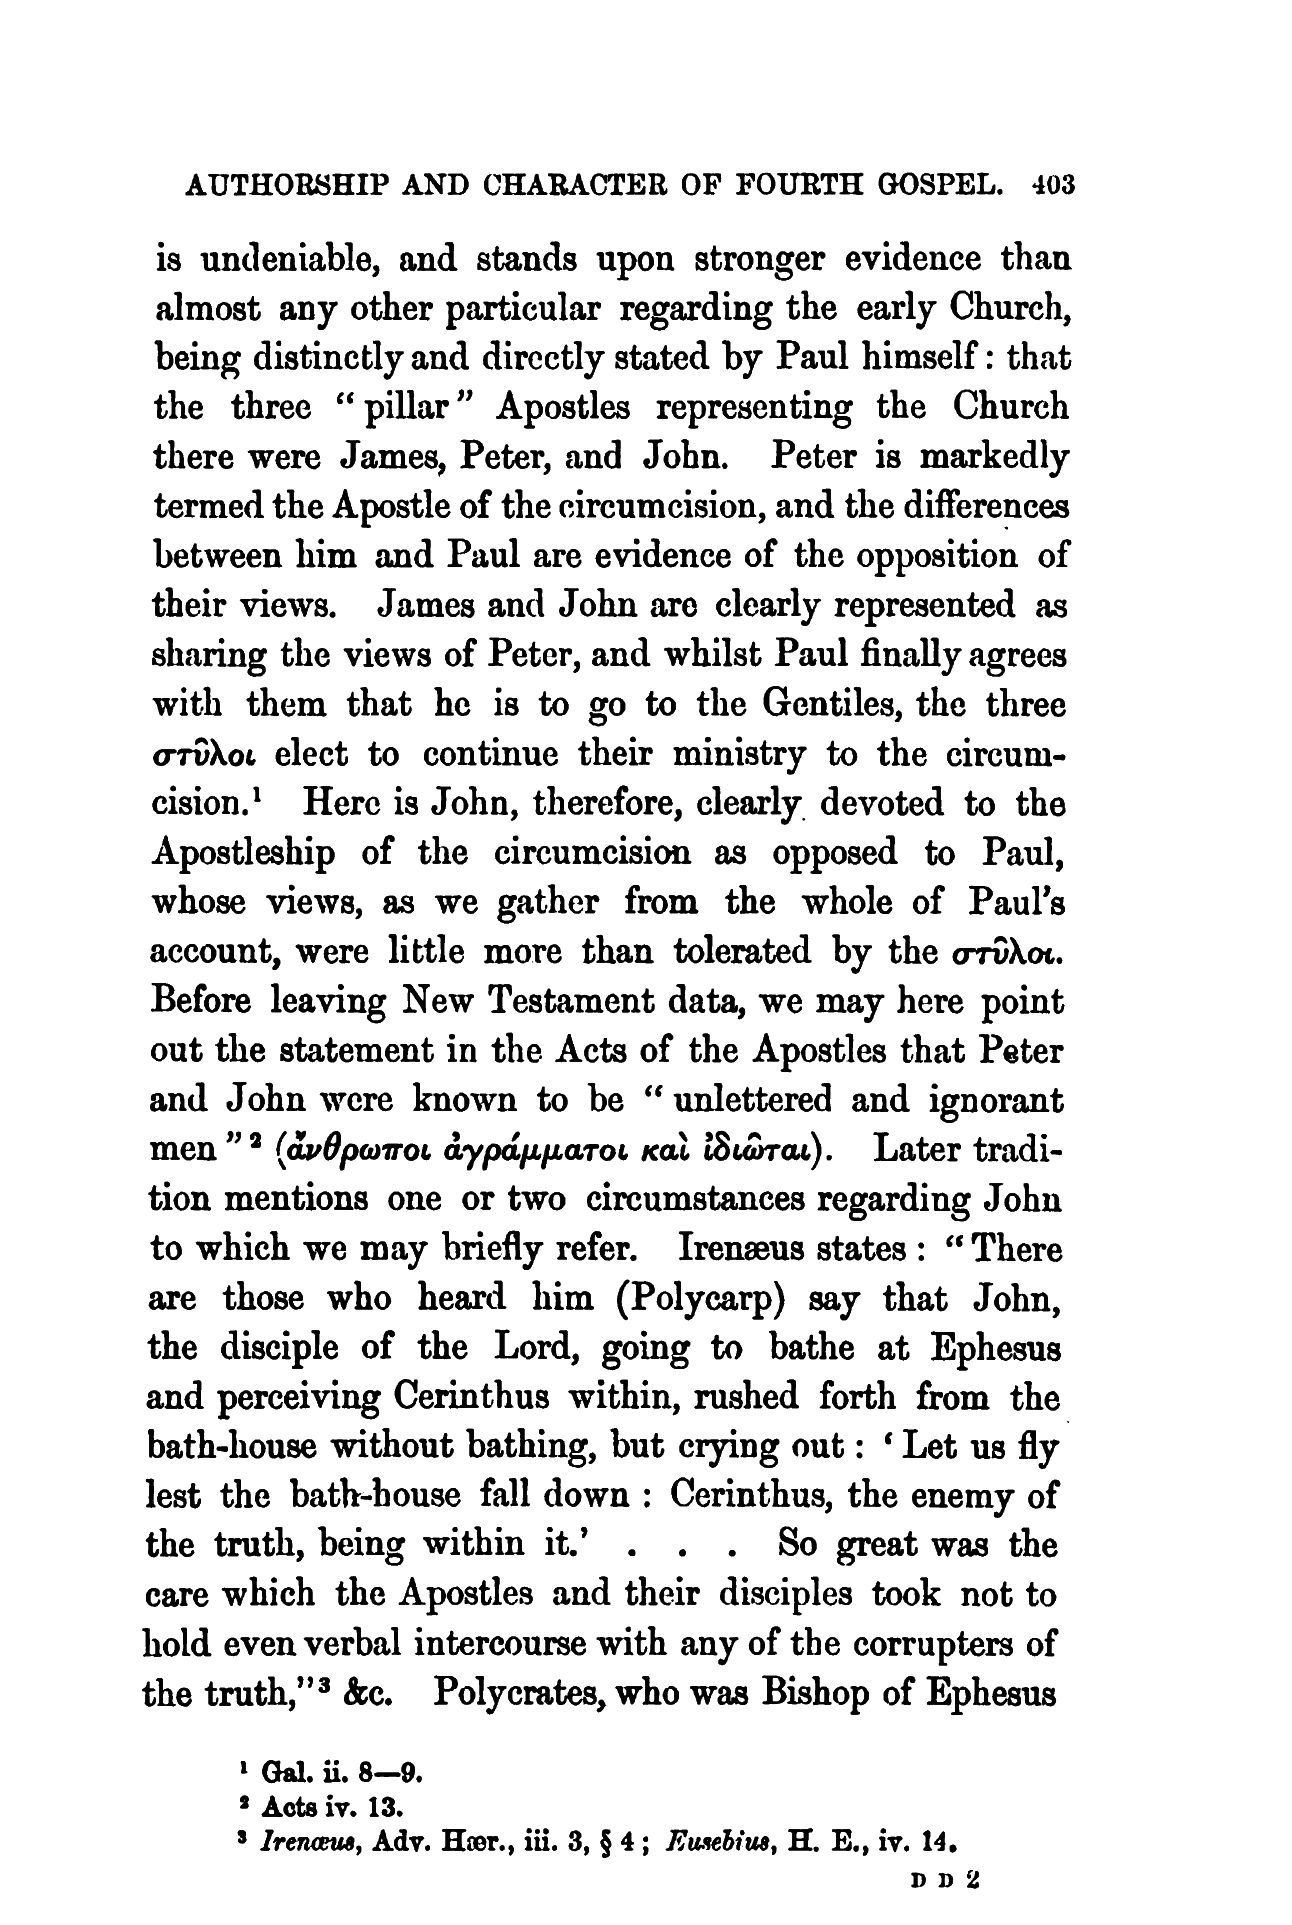 AUTHORSHIP AND CHARACTER OF FOURTH GOSPEL. 403
is undeniable, and stands upon stronger evidence than
almost any other particular regarding the early Church,
being distinctly and directly stated by Paul himself : that
the three “ pillar ” Apostles representing the Church
there were James, Peter, and John. Peter is markedly
termed the Apostle of the circumcision, and the differences
between him and Paul are evidence of the opposition of
their views. James and John are clearly represented as
sharing the views of Peter, and whilst Paul finally agrees
with them that he is to go to the Gentiles, the three
στῦλοι elect to continue their ministry to the circum-
cision.¹ Here is John, therefore, clearly devoted to the
Apostleship of the circumcision as opposed to Paul,
whose views, as we gather from the whole of Paul's
account, were little more than tolerated by the στῦλοι.
Before leaving New Testament data, we may here point
out the statement in the Acts of the Apostles that Peter
and John were known to be “ unlettered and ignorant
men ” ² (ἄνθρωποι ἀγράμματοι καὶ ἰδιῶται). Later tradi-
tion mentions one or two circumstances regarding John
to which we may briefly refer. Irenæus states : “ There
are those who heard him (Polycarp) say that John,
the disciple of the Lord, going to bathe at Ephesus
and perceiving Cerinthus within, rushed forth from the
bath-house without bathing, but crying out : ‘ Let us fly
lest the bath-house fall down : Cerinthus, the enemy of
the truth, being within it.’ . . . So great was the
care which the Apostles and their disciples took not to
hold even verbal intercourse with any of the corrupters of
the truth,”³ &c. Polycrates, who was Bishop of Ephesus
¹ Gal. ii. 8—9.
² Acts iv. 13.
³ Irenæus, Adv. Hær., iii. 3, § 4 ; Eusebius, H. E., iv. 14.
D D 2